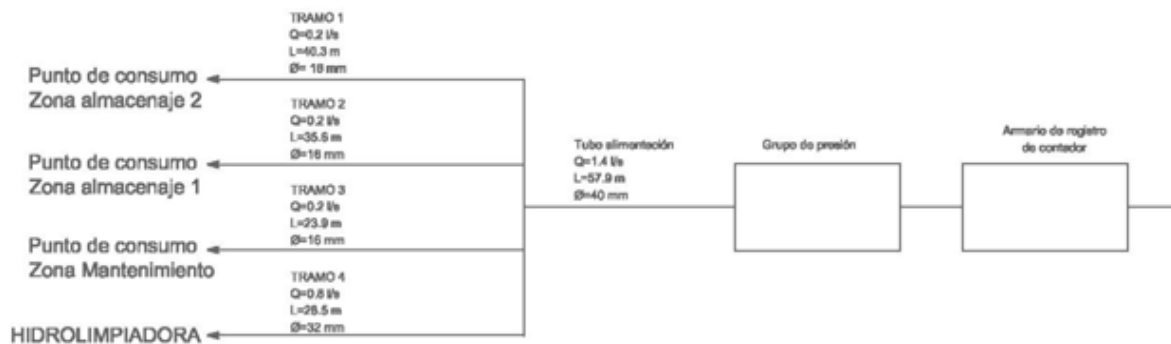 TRAMO 1
Q=0.2 l/s
L=40.3 m
Ø= 18 mm
Punto de consumo
Zona almacenaje 2
TRAMO 2
Q=0.2 l/s
L=35.6 m
Ø=16 mm
Punto de consumo
Zona almacenaje 1
TRAMO 3
Q=0.2 l/s
L=23.9 m
Ø=16 mm
Punto de consumo
Zona Mantenimiento
TRAMO 4
Q=0.8 l/s
L=26.5 m
Ø=32 mm
HIDROLIMPIADORA
Tubo alimentación
Q=1.4 l/s
L=57.9 m
Ø=40 mm
Grupo de presión
Armario de registro
de contador